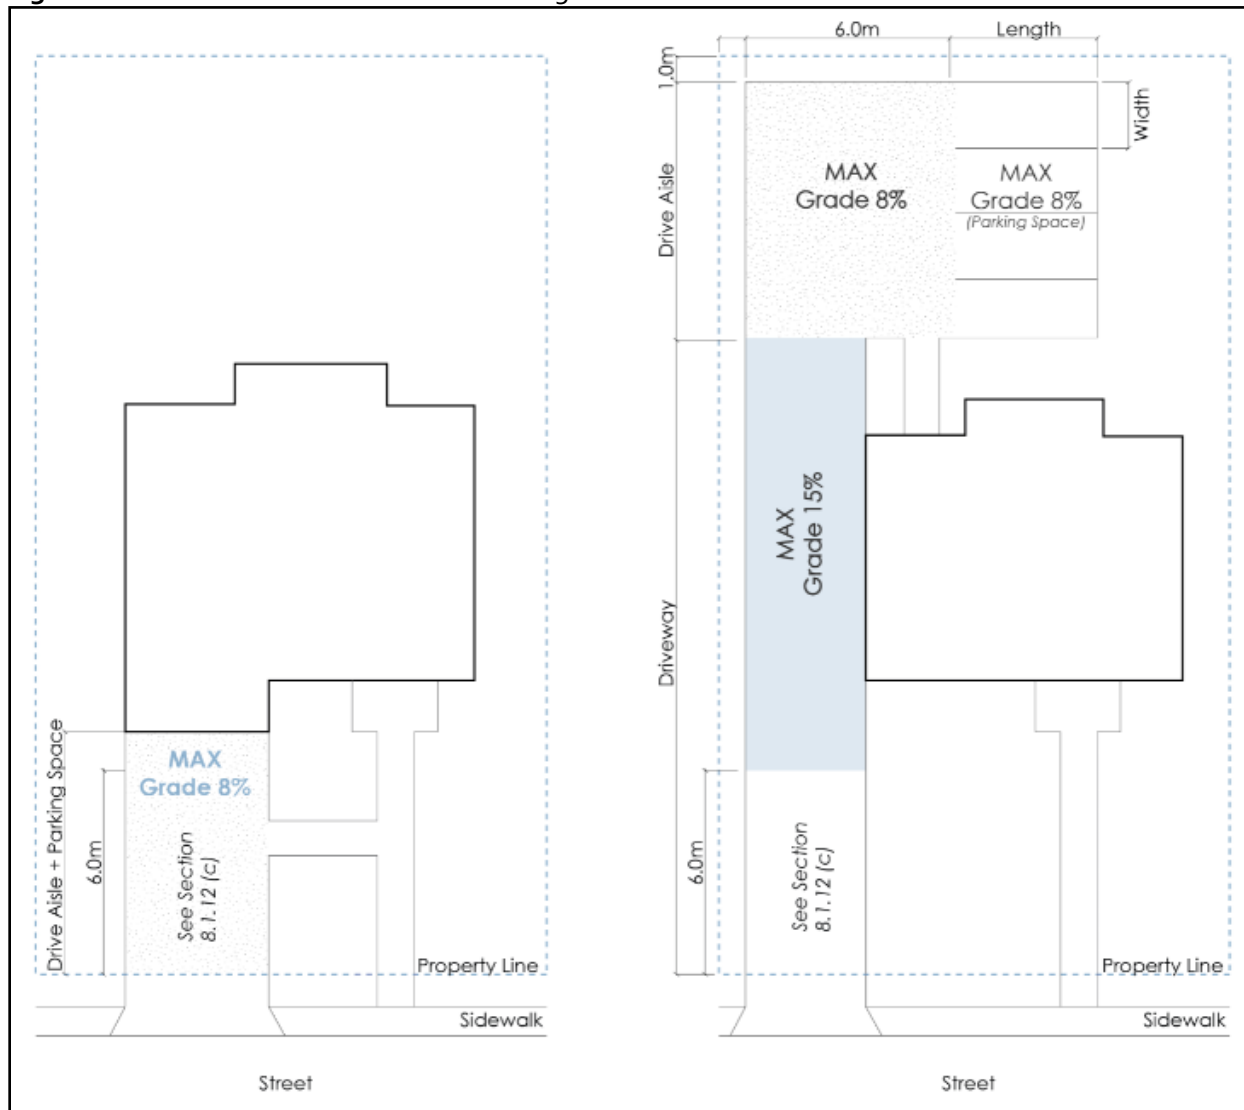 6.0m
Length
1.0m
Width
Drive Aisle
MAX
Grade 8%
MAX
Grade 8%
(Parking Space)
MAX
Grade 15%
Driveway
6.0m
See Section
8.1.12 (c)
Property Line
Sidewalk
Street
Drive Aisle + Parking Space
6.0m
MAX
Grade 8%
See Section
8.1.12 (c)
Property Line
Sidewalk
Street